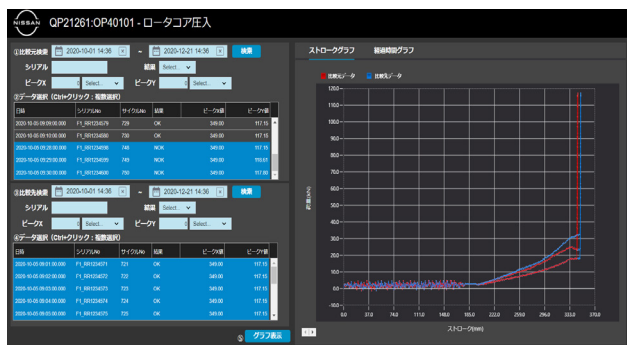 NISSAN
QP21261:OP40101 - ロータコア圧入
①比較元検索 2020-10-01 14:36 × ~ 2020-12-21 14:36 × 検索
シリアル 結果 Select..
ピークX Select.. ピークY Select..
②データ選択 (Ctrl+クリック : 複数選択)
日時 シリアルNo サイクルNo 結果 ピークX値 ピークY値
2020-10-05 09:09:00.000 F1_RR1234579 729 OK 349.00 117.15
2020-10-05 09:10:00.000 F1_RR1234580 730 OK 349.00 117.15
2020-10-05 09:28:00.000 F1_RR1234598 748 NOK 349.00 117.15
2020-10-05 09:29:00.000 F1_RR1234599 749 NOK 349.00
2020-10-05 09:30:00.000 F1_RR1234600 750 NOK 349.00
③比較先検索 2020-10-01 14:36 × ~ 2020-12-21 14:36 × 検索
シリアル 結果 Select..
ピークX Select.. ピークY Select..
④データ選択 (Ctrl+クリック : 複数選択)
日時 シリアルNo サイクルNo 結果 ピークX値 ピークY値
2020-10-05 09:01:00.000 F1_RR1234571 721 OK 349.00 117.15
2020-10-05 09:02:00.000 F1_RR1234572 722 OK 349.00 117.15
2020-10-05 09:03:00.000 F1_RR1234573 723 OK 349.00 117.15
2020-10-05 09:04:00.000 F1_RR1234574 724 OK 349.00 117.15
2020-10-05 09:05:00.000 F1_RR1234575 725 OK 349.00 117.15
⑤ グラフ表示
ストローググラフ 経過時間グラフ
比較元データ 比較先データ
120.0
110.0
100.0
90.0
80.0
70.0
60.0
50.0
40.0
30.0
20.0
10.0
0.0
-10.0
0.0 37.0 74.0 111.0 148.0 185.0 222.0 259.0 296.0 333.0 370.0
ストローク(mm)